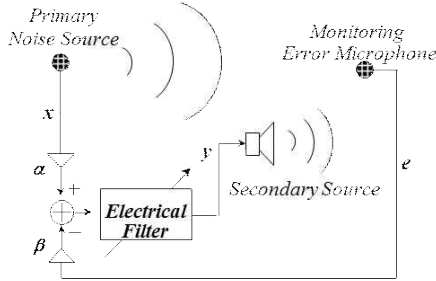 Primary
Noise Source
Monitoring
Error Microphone
x
y
α
+
e
Secondary Source
Electrical
Filter
−
β